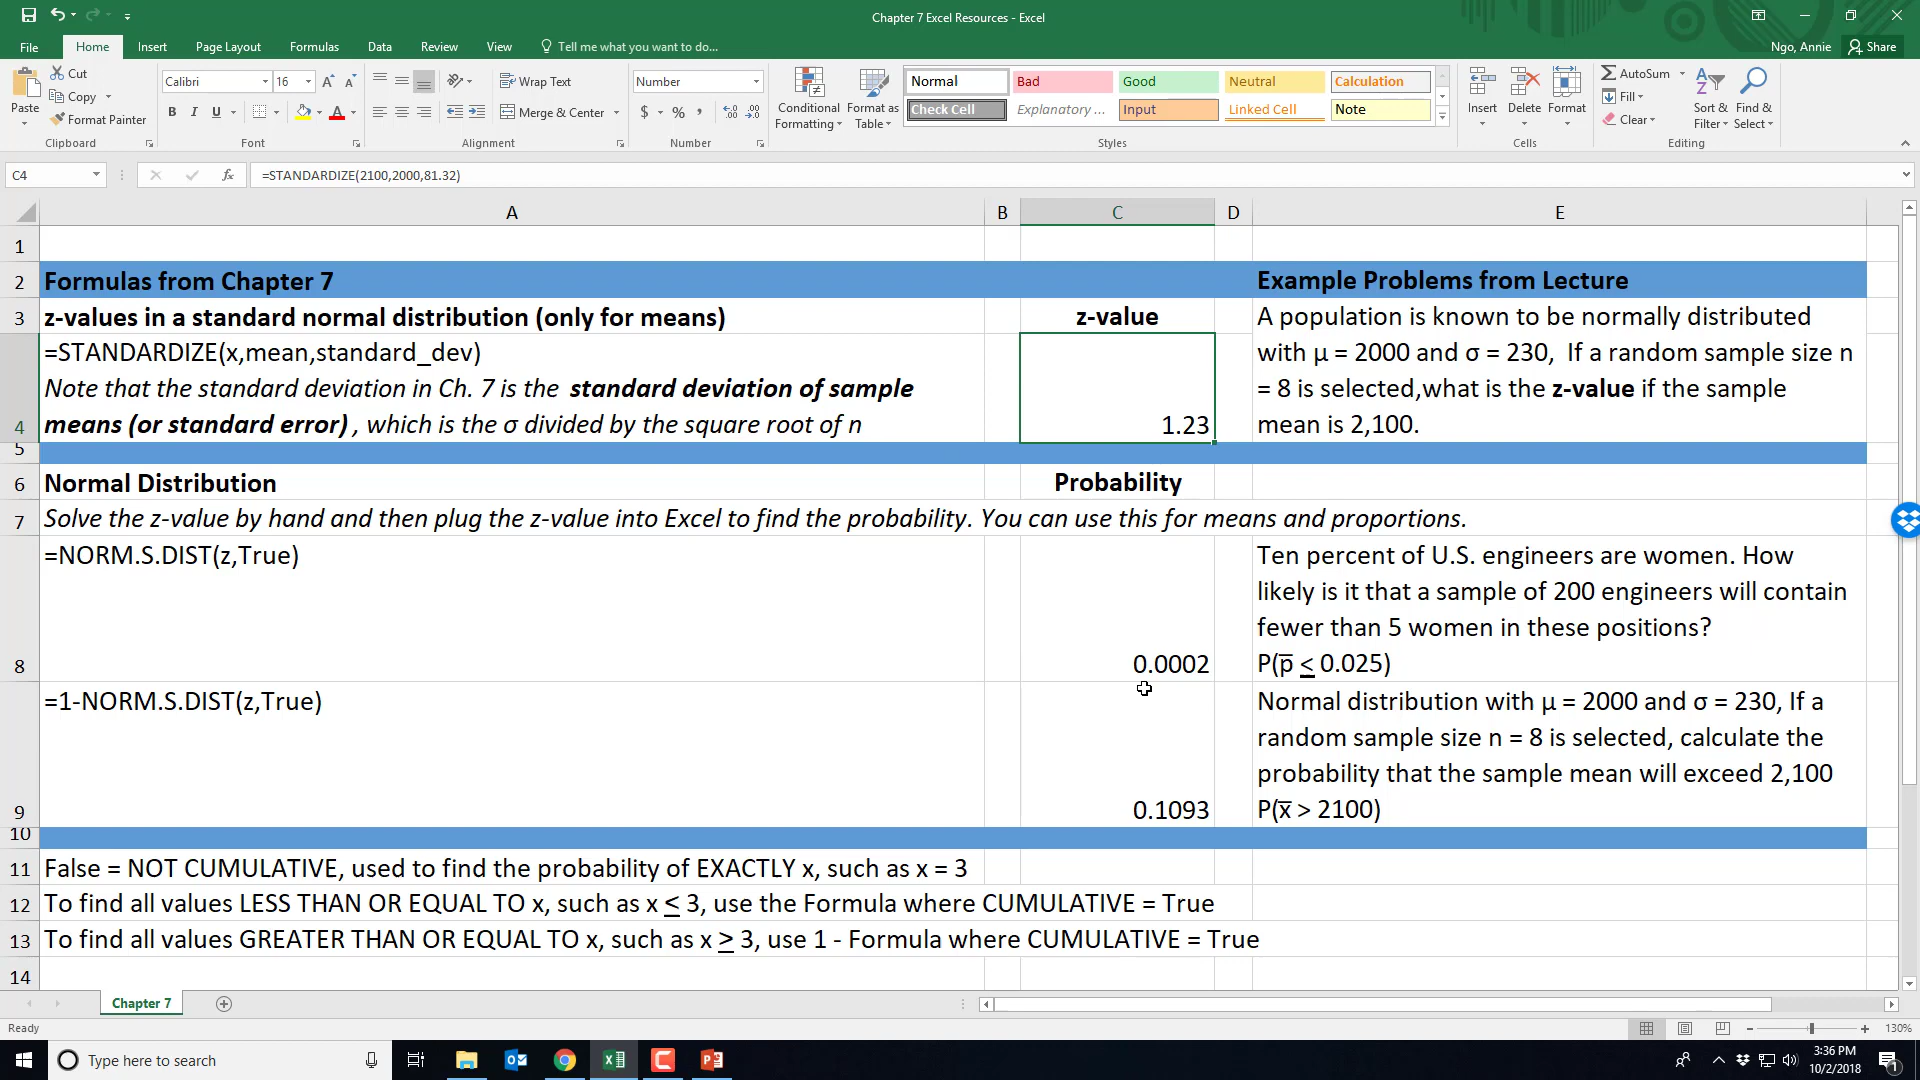 Chapter 7 Excel Resources - Excel
File Home Insert Page Layout Formulas Data Review View Tell me what you want to do... Ngo, Annie Share
Paste Cut Copy Format Painter
Calibri 16
B I U
Wrap Text
Merge & Center
Number
$ % ,
Conditional Formatting
Format as Table
Normal Bad Good Neutral Calculation
Check Cell Explanatory ... Input Linked Cell Note
Insert Delete Format
AutoSum
Fill
Clear
Sort & Filter
Find & Select
Clipboard Font Alignment Number Styles Cells Editing
C4 fx =STANDARDIZE(2100,2000,81.32)
A B C D E
1
2 Formulas from Chapter 7 Example Problems from Lecture
3 z-values in a standard normal distribution (only for means) z-value A population is known to be normally distributed
=STANDARDIZE(x,mean,standard_dev) with μ = 2000 and σ = 230, If a random sample size n
Note that the standard deviation in Ch. 7 is the standard deviation of sample = 8 is selected,what is the z-value if the sample
4 means (or standard error) , which is the σ divided by the square root of n 1.23 mean is 2,100.
5
6 Normal Distribution Probability
7 Solve the z-value by hand and then plug the z-value into Excel to find the probability. You can use this for means and proportions.
=NORM.S.DIST(z,True) Ten percent of U.S. engineers are women. How
likely is it that a sample of 200 engineers will contain
fewer than 5 women in these positions?
8 0.0002 P(p̅ ≤ 0.025)
=1-NORM.S.DIST(z,True) Normal distribution with μ = 2000 and σ = 230, If a
random sample size n = 8 is selected, calculate the
probability that the sample mean will exceed 2,100
9 0.1093 P(x̅ > 2100)
10
11 False = NOT CUMULATIVE, used to find the probability of EXACTLY x, such as x = 3
12 To find all values LESS THAN OR EQUAL TO x, such as x ≤ 3, use the Formula where CUMULATIVE = True
13 To find all values GREATER THAN OR EQUAL TO x, such as x ≥ 3, use 1 - Formula where CUMULATIVE = True
14
Chapter 7
Ready 130%
Type here to search
3:36 PM
10/2/2018
1